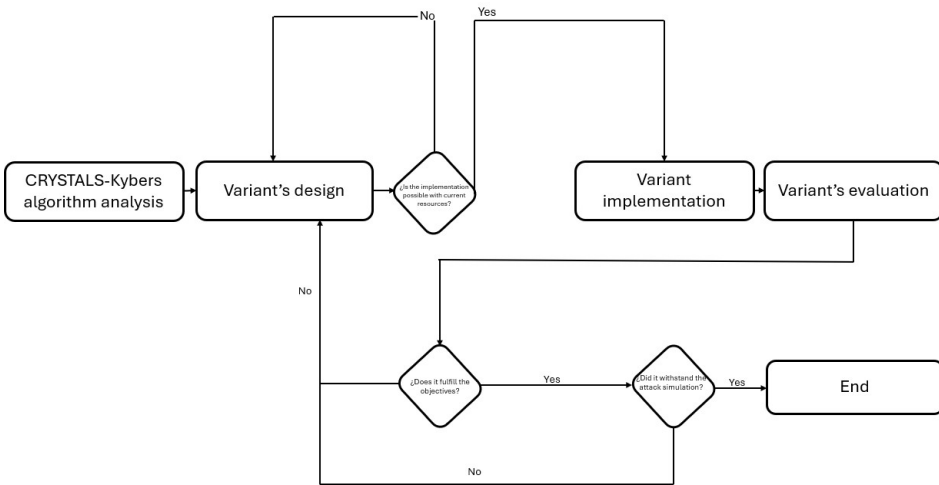 No
Yes
CRYSTALS-Kybers
algorithm analysis
Variant's design
¿Is the implementation
possible with current
resources?
Variant
implementation
Variant's evaluation
No
¿Does it fulfill the
objectives?
Yes
¿Did it withstand the
attack simulation?
Yes
End
No